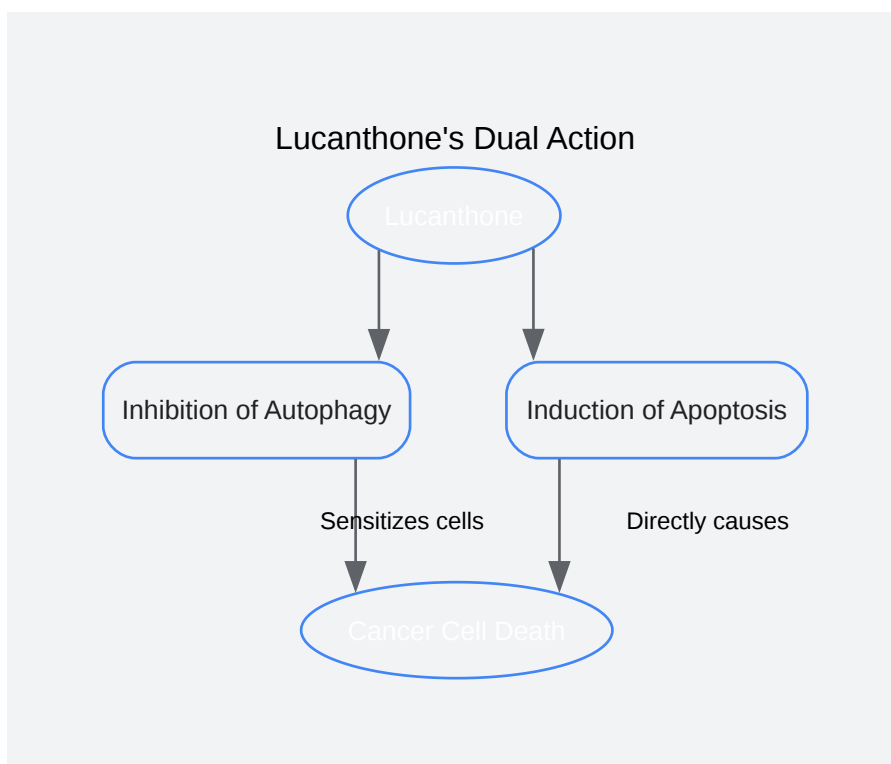 Lucanthone's Dual Action
Lucanthone
Inhibition of Autophagy
Induction of Apoptosis
Sensitizes cells
Directly causes
Cancer Cell Death